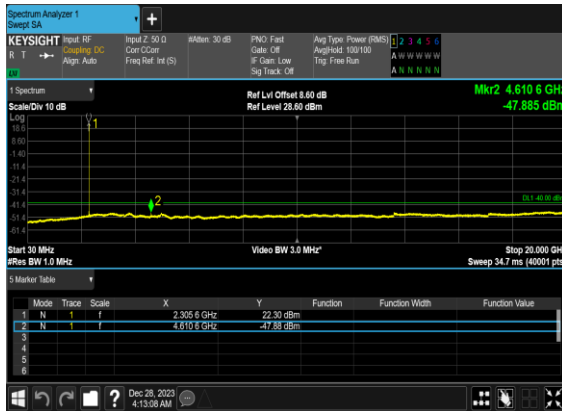 Spectrum Analyzer 1
Swept SA
+
KEYSIGHT Input: RF Input Z: 50 Ω #Atten: 30 dB PNO: Fast Avg Type: Power (RMS) 1 2 3 4 5 6
R T Coupling: DC Corr CCorr Gate: Off Avg|Hold: 100/100 A W W W W W
Align: Auto Freq Ref: Int (S) IF Gain: Low Trig: Free Run
LXI Sig Track: Off A N N N N N
1 Spectrum
Ref Lvl Offset 8.60 dB Mkr2 4.610 6 GHz
Scale/Div 10 dB Ref Level 28.60 dBm -47.885 dBm
Log
18.6
8.60
-1.40
-11.4
-21.4
-31.4
-41.4
-51.4
-61.4
1
2
DL1 -40.00 dBm
Start 30 MHz Video BW 3.0 MHz* Stop 20.000 GHz
#Res BW 1.0 MHz Sweep 34.7 ms (40001 pts)
5 Marker Table
Mode Trace Scale X Y Function Function Width Function Value
1 N 1 f 2.305 6 GHz 22.30 dBm
2 N 1 f 4.610 6 GHz -47.88 dBm
3
4
5
6
? Dec 28, 2023
4:13:08 AM